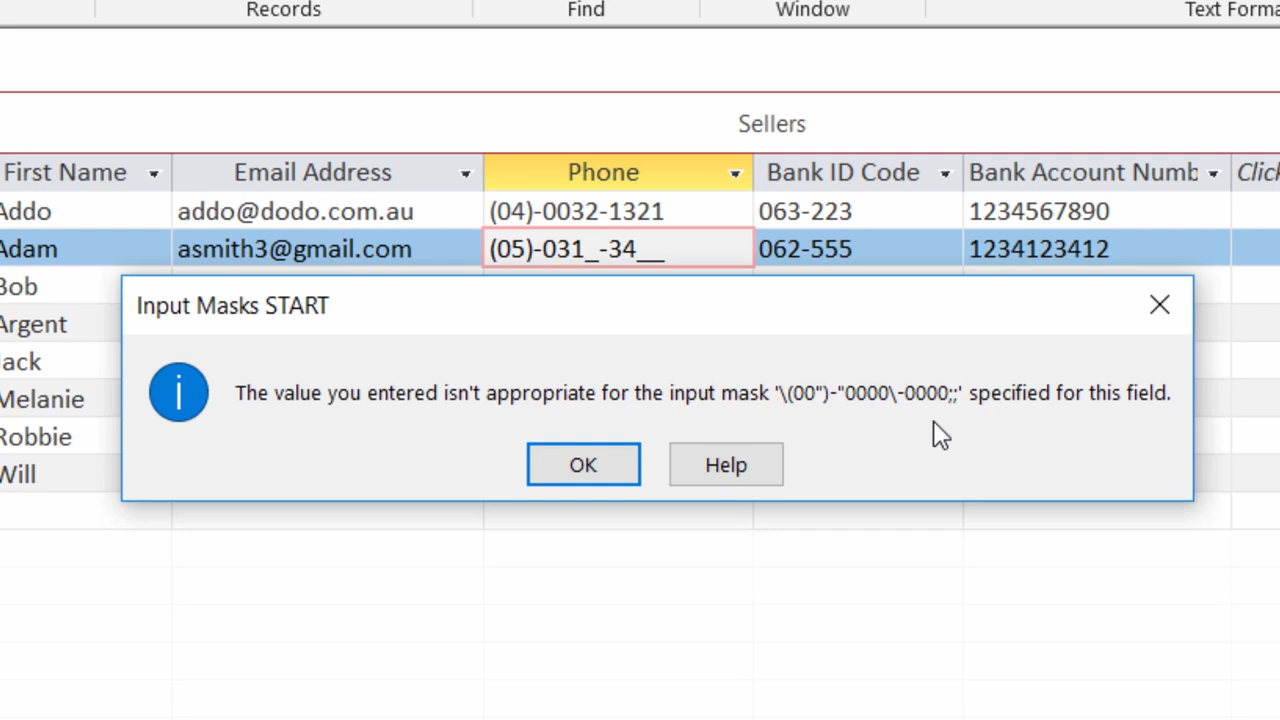 Records Find Window Text Forma
Sellers
First Name Email Address Phone Bank ID Code Bank Account Numb Click
Addo addo@dodo.com.au (04)-0032-1321 063-223 1234567890
Adam asmith3@gmail.com (05)-031_-34__ 062-555 1234123412
Bob
Argent
Jack
Melanie
Robbie
Will
Input Masks START
The value you entered isn't appropriate for the input mask '\(00")-"0000\-0000;;' specified for this field.
OK Help